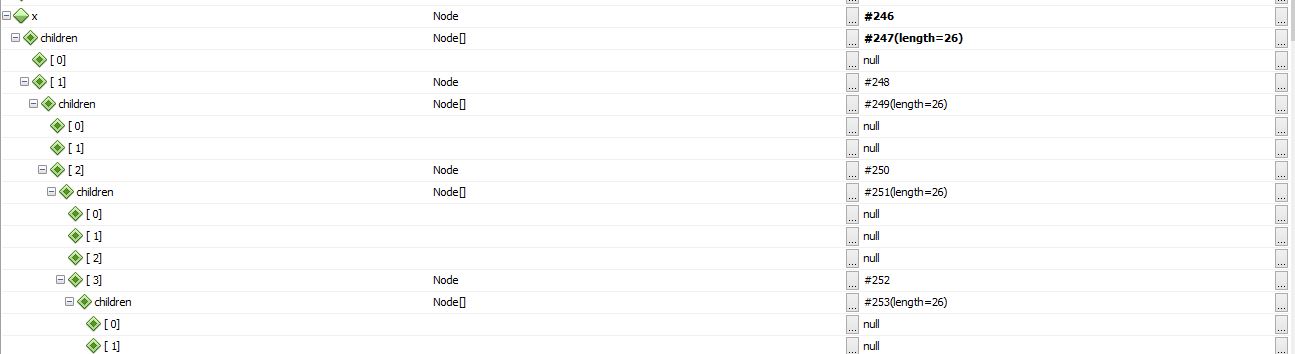 x Node ... #246 ...
children Node[] ... #247(length=26) ...
[ 0] ... null ...
[ 1] Node ... #248 ...
children Node[] ... #249(length=26) ...
[ 0] ... null ...
[ 1] ... null ...
[ 2] Node ... #250 ...
children Node[] ... #251(length=26) ...
[ 0] ... null ...
[ 1] ... null ...
[ 2] ... null ...
[ 3] Node ... #252 ...
children Node[] ... #253(length=26) ...
[ 0] ... null ...
[ 1] ... null ...